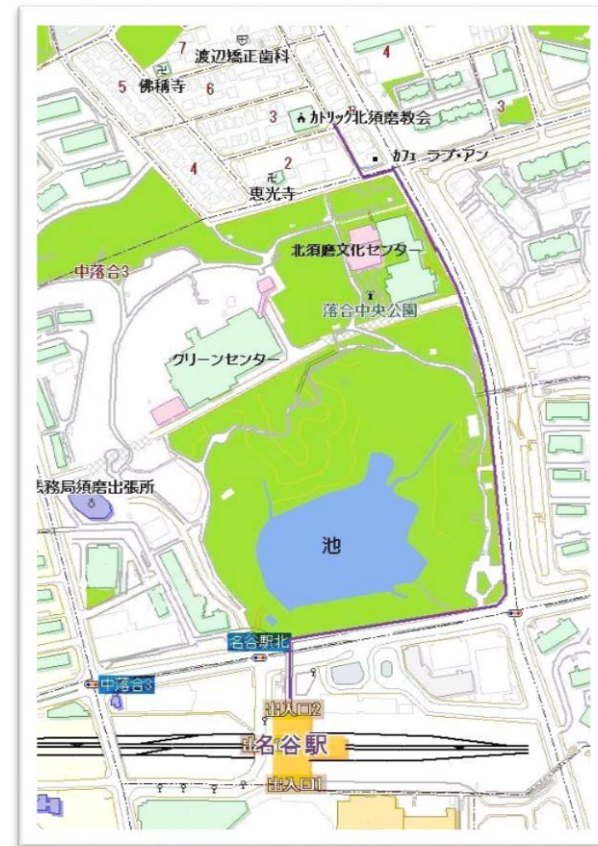 7
渡辺矯正歯科
4
5
佛稱寺
6
3
カトリック北須磨教会
3
4
2
カフェ ラブ・アン
恵光寺
北須磨文化センター
中落合3
落合中央公園
グリーンセンター
法務局須磨出張所
池
名谷駅北
中落合3
出入口2
名谷駅
出入口1